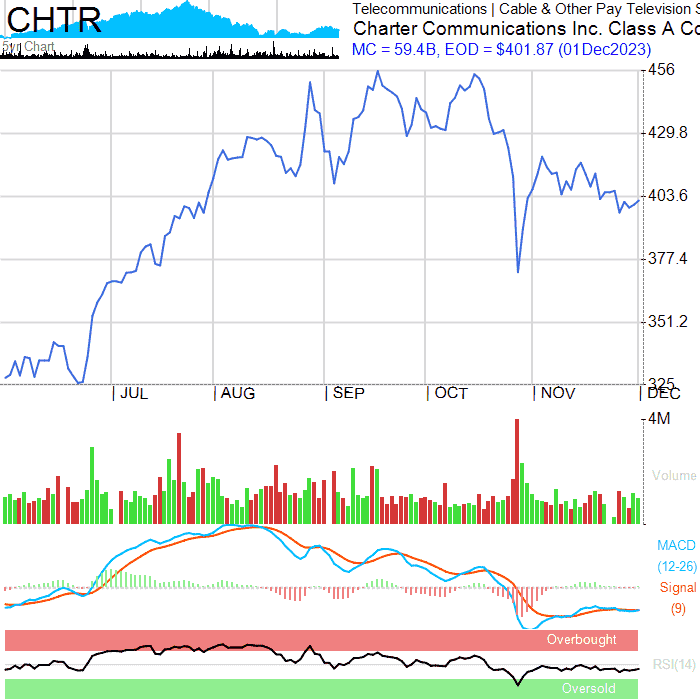 CHTR
5yr Chart
Telecommunications | Cable & Other Pay Television S
Charter Communications Inc. Class A Co
MC = 59.4B, EOD = $401.87 (01Dec2023)
456
429.8
403.6
377.4
351.2
325
| JUL | AUG | SEP | OCT | NOV | DEC
4M
Volume
MACD
(12-26)
Signal
(9)
Overbought
RSI(14)
Oversold